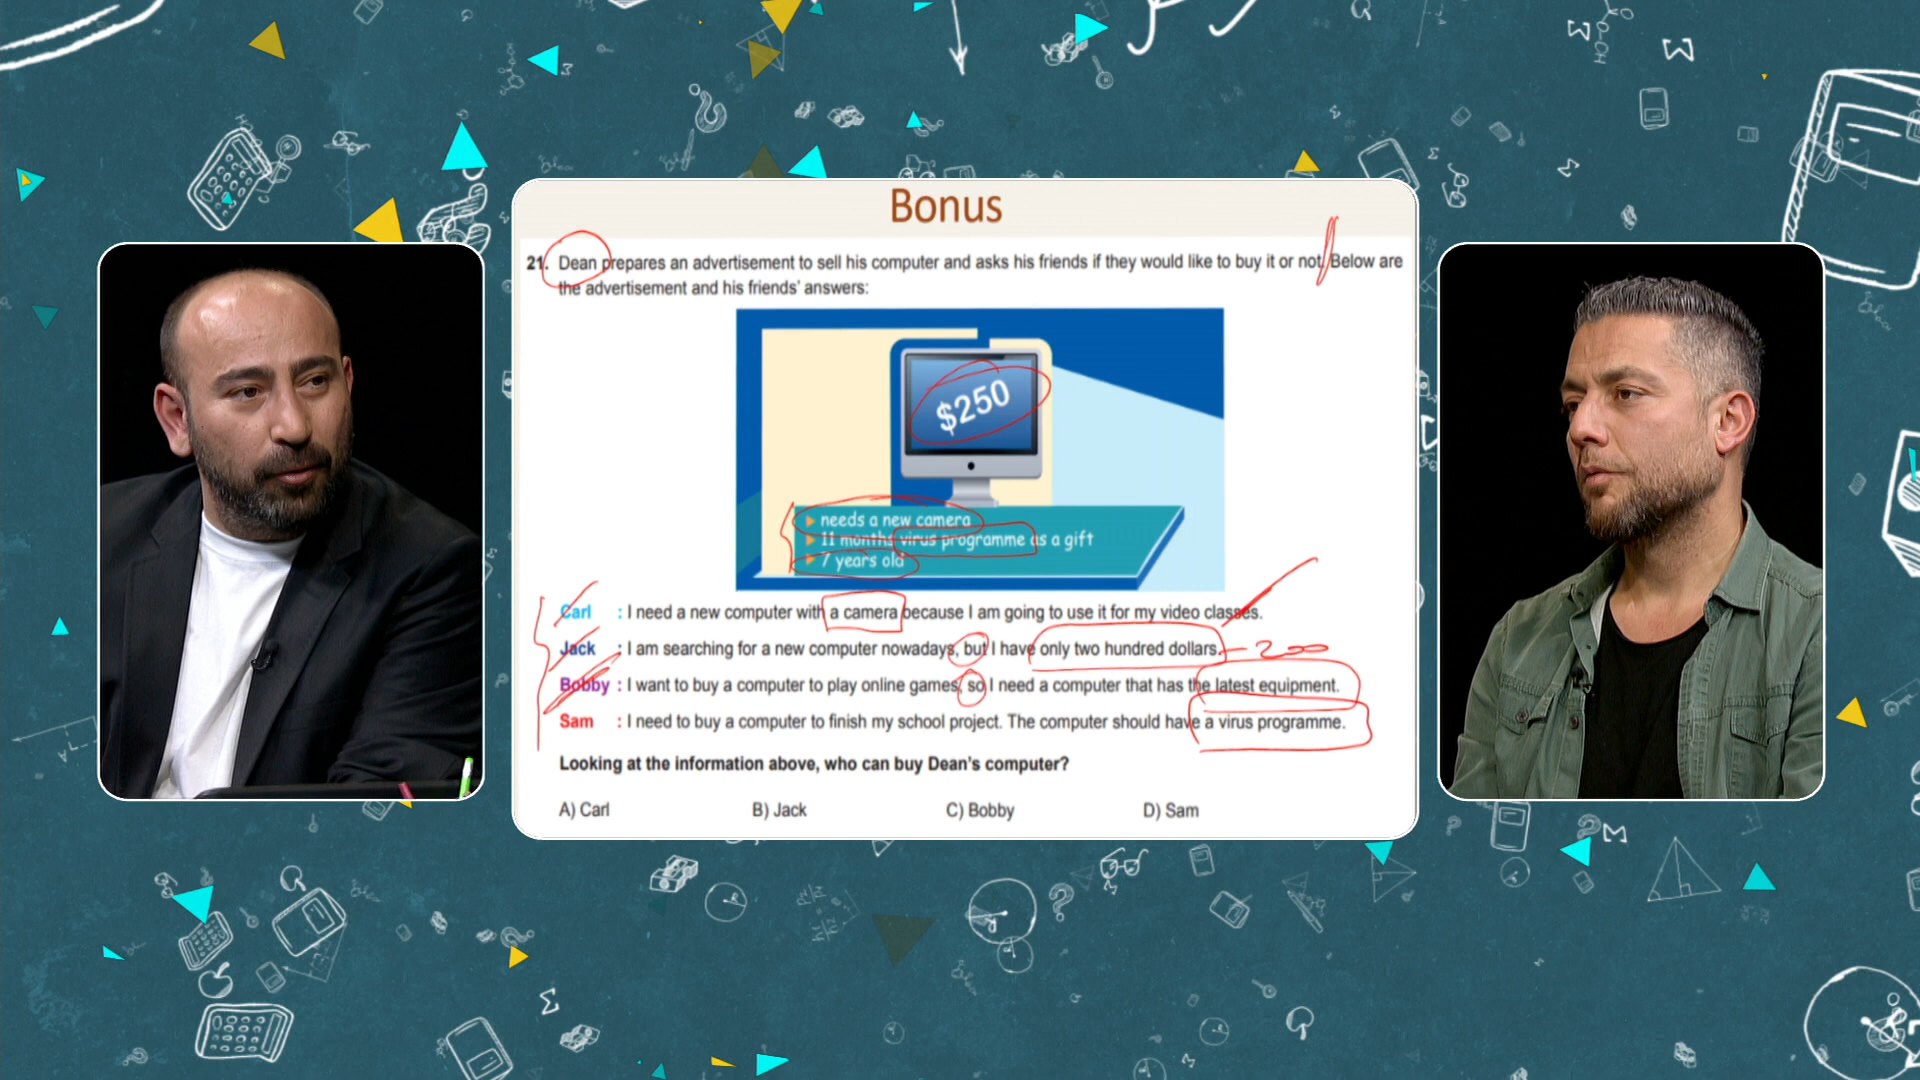 Bonus
21. Dean prepares an advertisement to sell his computer and asks his friends if they would like to buy it or not. Below are
the advertisement and his friends' answers:
$250
needs a new camera
11 months virus programme as a gift
7 years old
Carl : I need a new computer with a camera because I am going to use it for my video classes.
Jack : I am searching for a new computer nowadays, but I have only two hundred dollars. - 200
Bobby : I want to buy a computer to play online games, so I need a computer that has the latest equipment.
Sam : I need to buy a computer to finish my school project. The computer should have a virus programme.
Looking at the information above, who can buy Dean's computer?
A) Carl B) Jack C) Bobby D) Sam